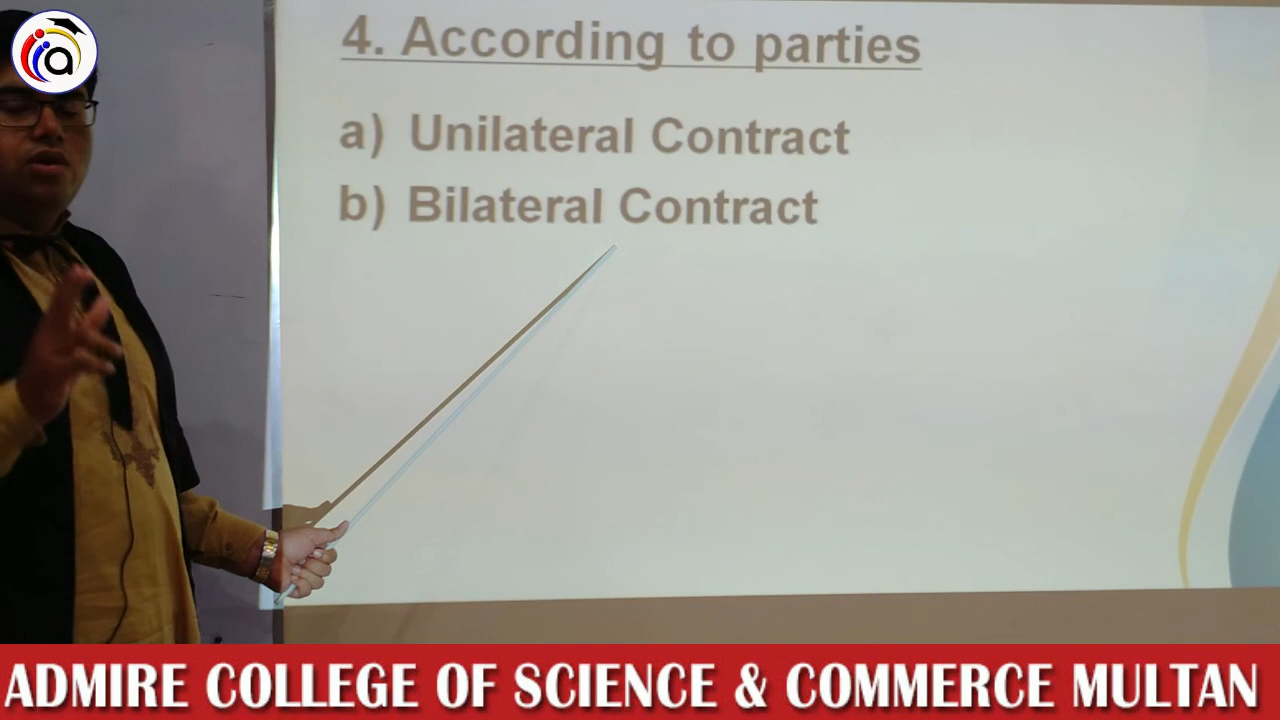 a
4. According to parties
a) Unilateral Contract
b) Bilateral Contract
ADMIRE COLLEGE OF SCIENCE & COMMERCE MULTAN